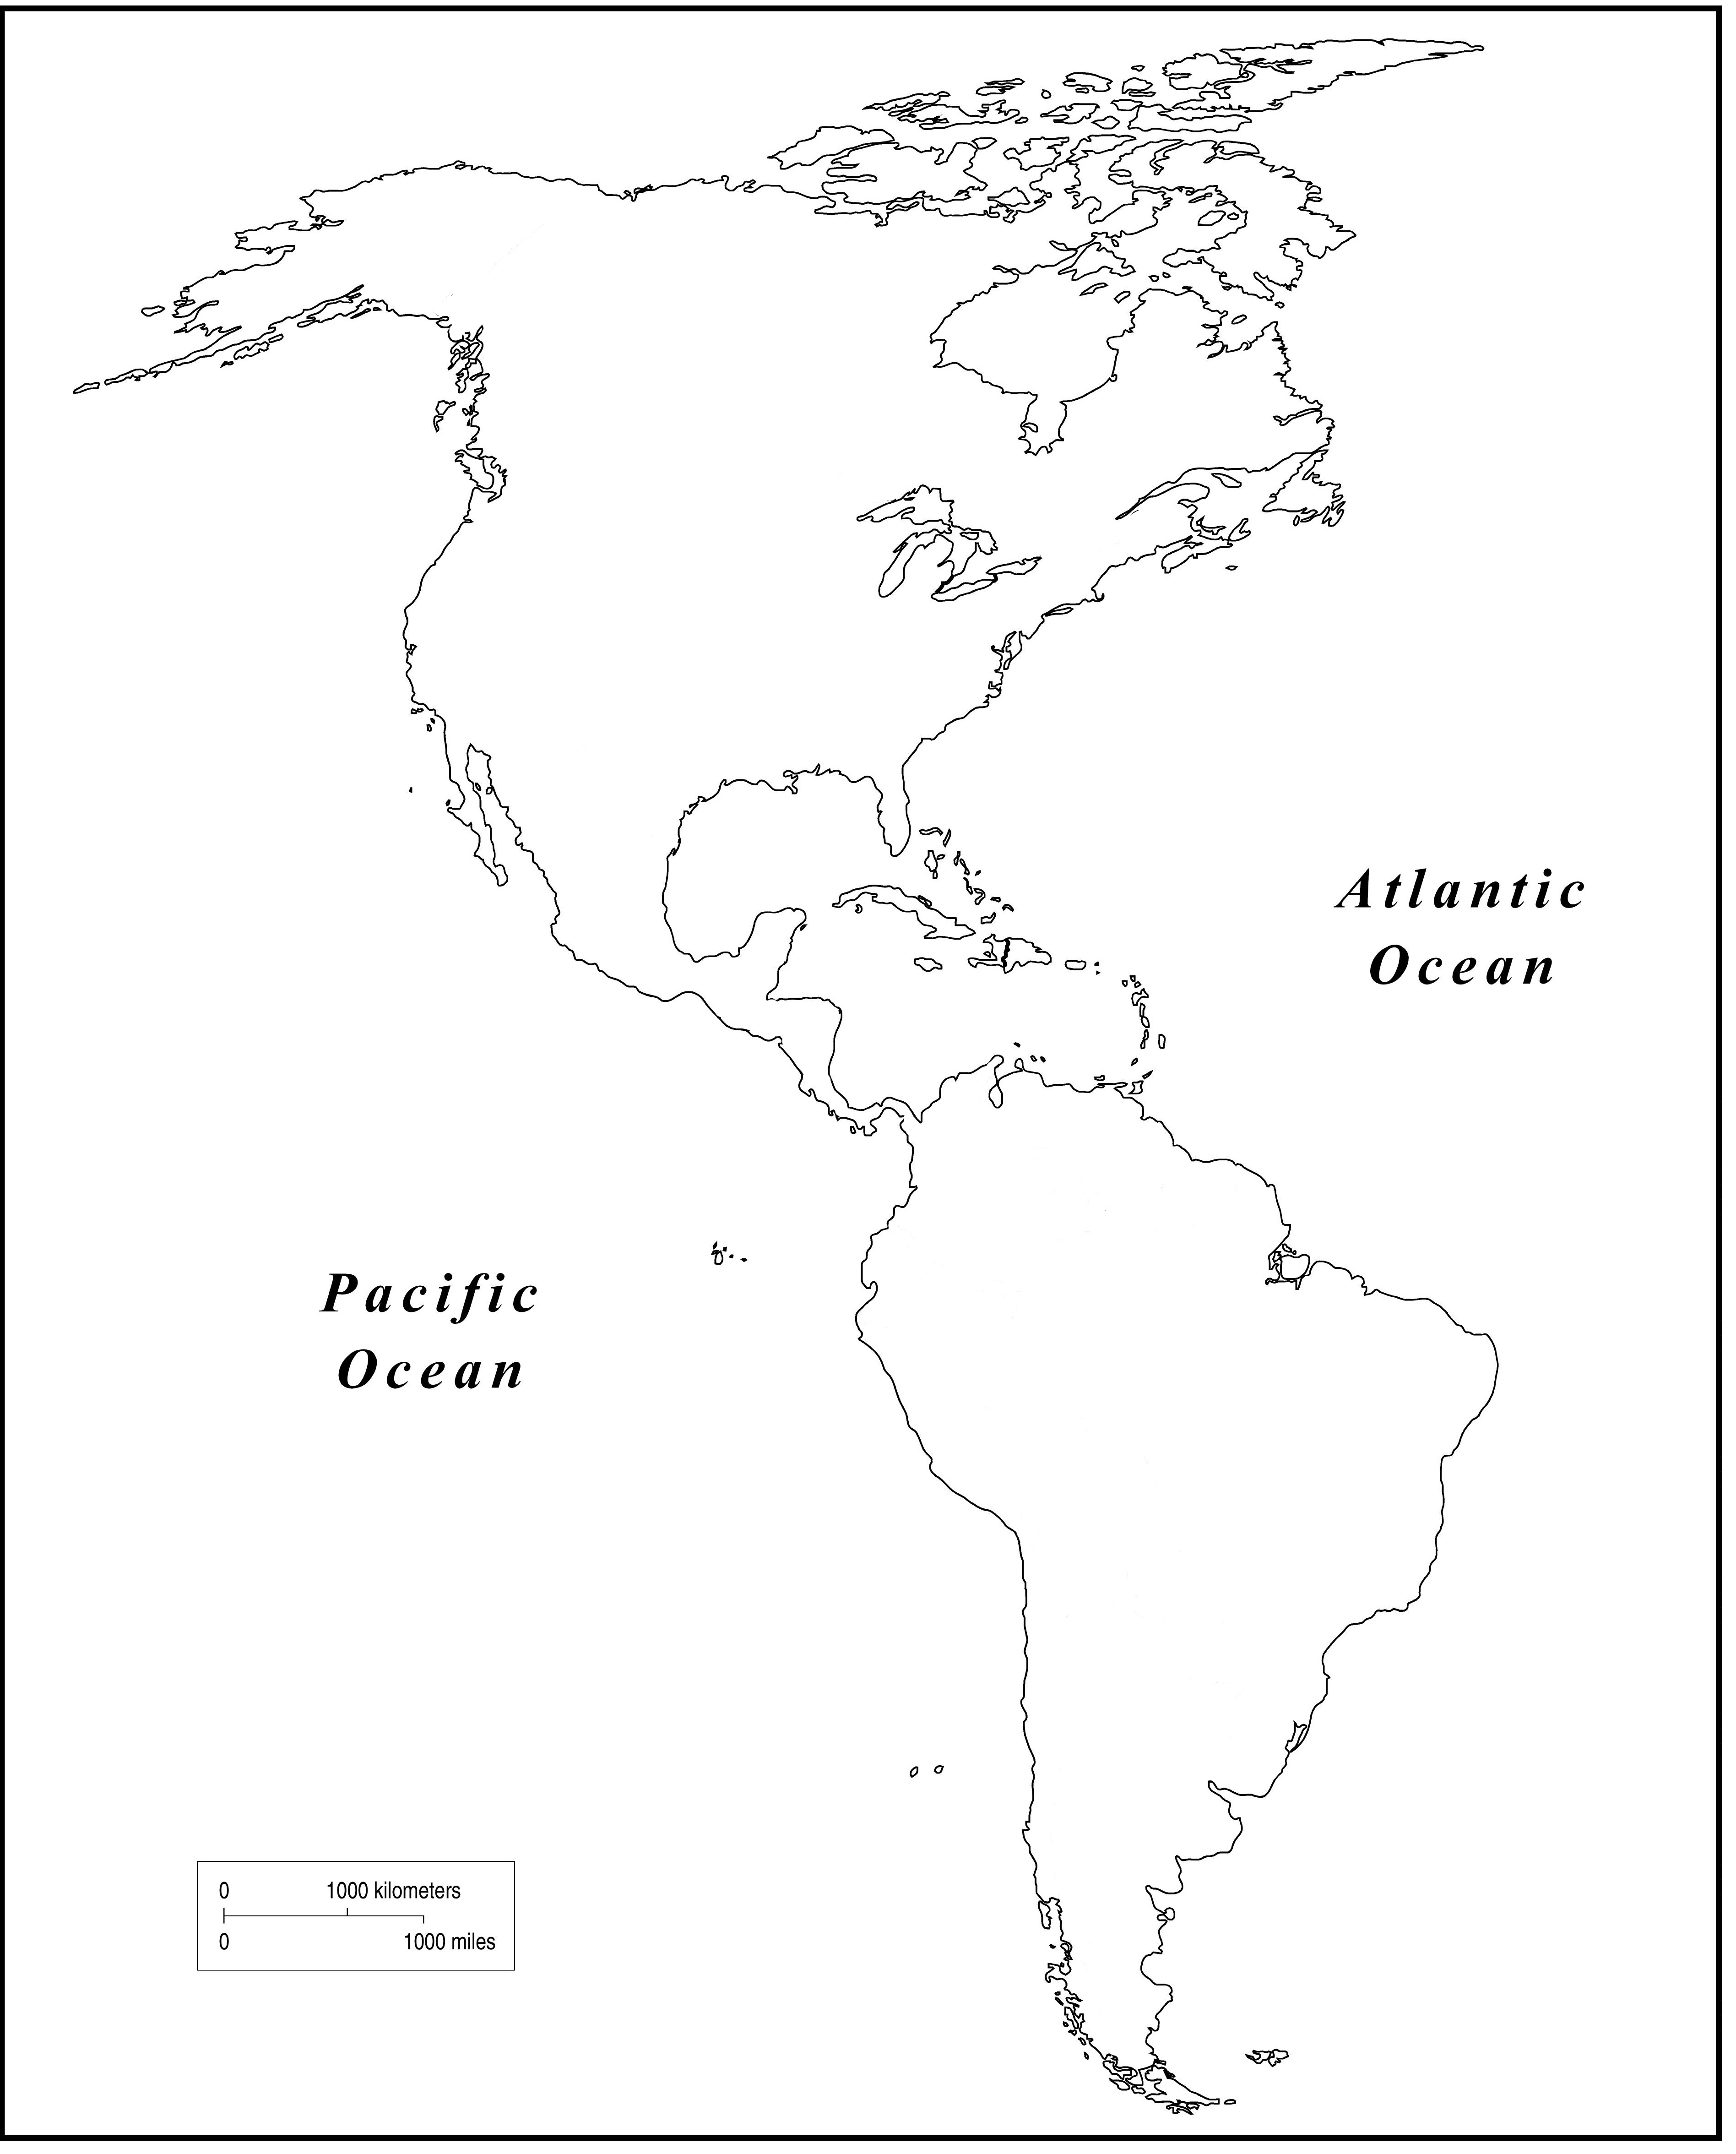 Atlantic
Ocean
Pacific
Ocean
0 1000 kilometers
0 1000 miles